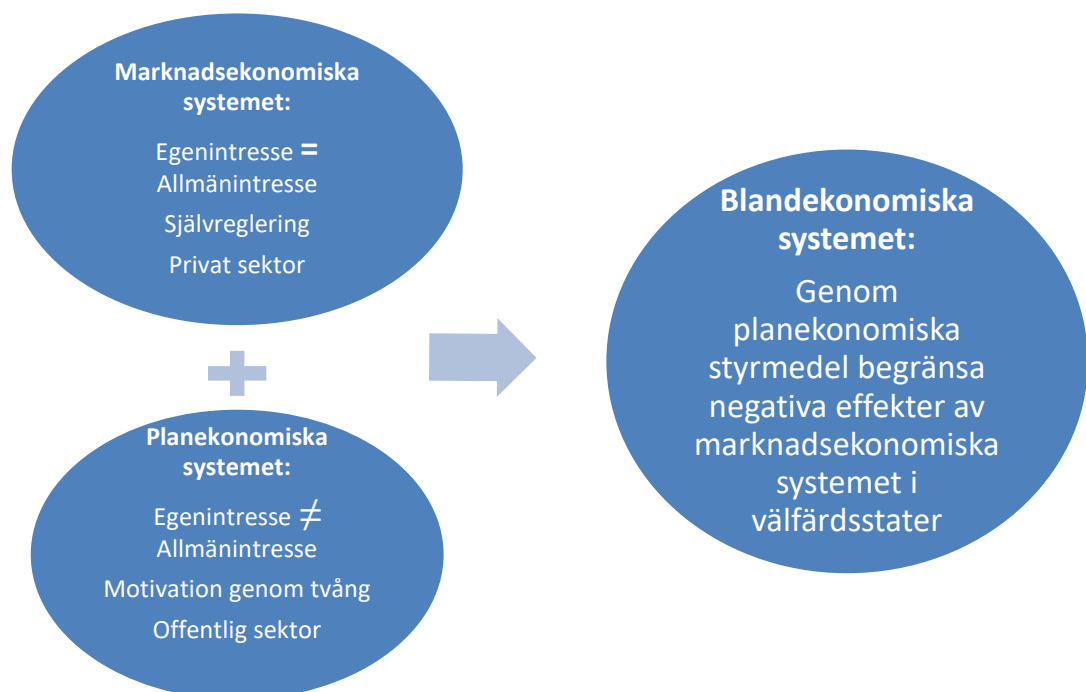 Marknadsekonomiska
systemet:
Egenintresse =
Allmänintresse
Självreglering
Privat sektor
Planekonomiska
systemet:
Egenintresse ≠
Allmänintresse
Motivation genom tvång
Offentlig sektor
Blandekonomiska
systemet:
Genom
planekonomiska
styrmedel begränsa
negativa effekter av
marknadsekonomiska
systemet i
välfärdsstater